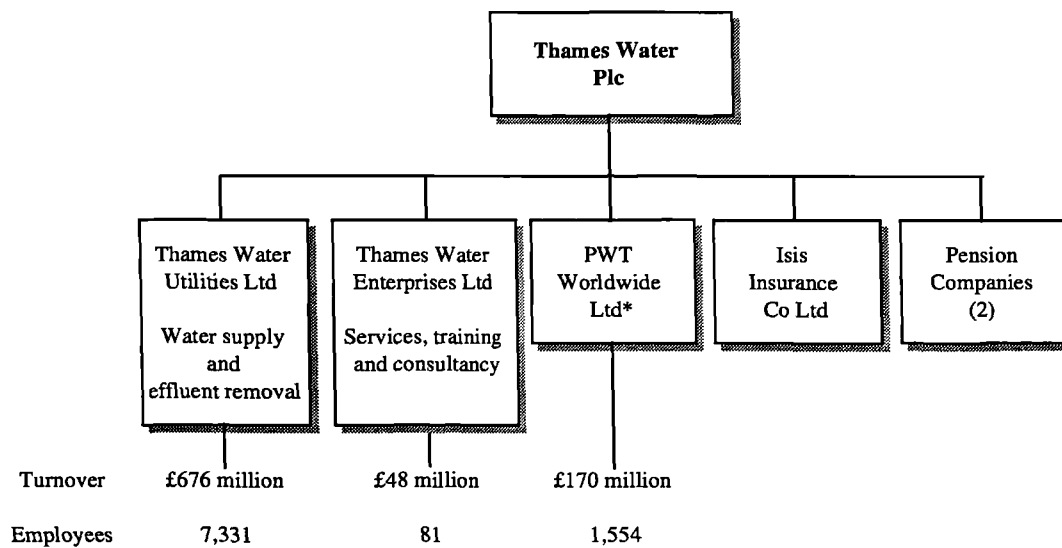 Thames Water
Plc
Thames Water
Utilities Ltd
Water supply
and
effluent removal
Thames Water
Enterprises Ltd
Services, training
and consultancy
PWT
Worldwide
Ltd*
Isis
Insurance
Co Ltd
Pension
Companies
(2)
Turnover £676 million £48 million £170 million
Employees 7,331 81 1,554